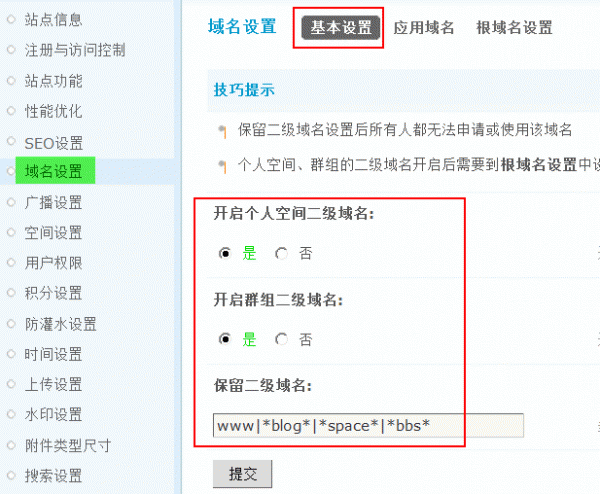 站点信息
注册与访问控制
站点功能
性能优化
SEO设置
域名设置
广播设置
空间设置
用户权限
积分设置
防灌水设置
时间设置
上传设置
水印设置
附件类型尺寸
搜索设置
域名设置 基本设置 应用域名 根域名设置
技巧提示
保留二级域名设置后所有人都无法申请或使用该域名
个人空间、群组的二级域名开启后需要到根域名设置中设
开启个人空间二级域名:
是 否
开启群组二级域名:
是 否
保留二级域名:
www|*blog*|*space*|*bbs*
提交